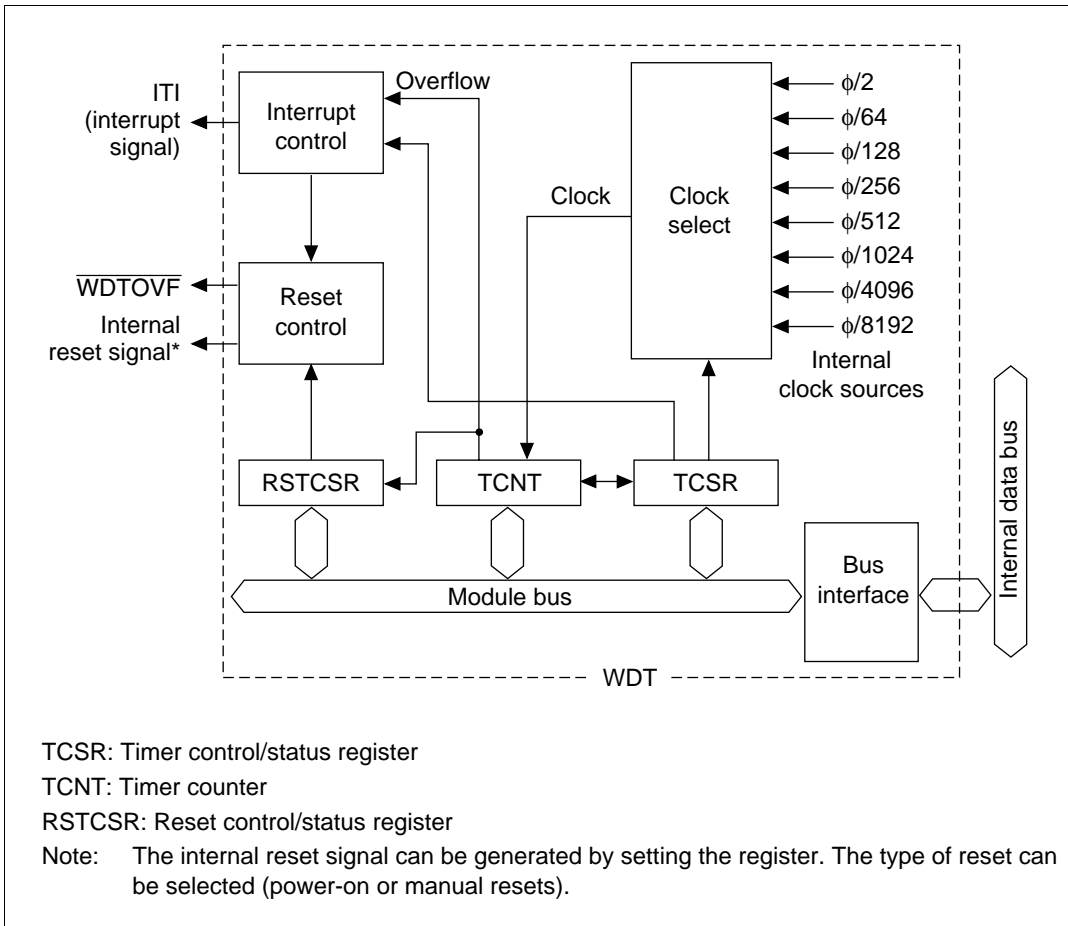 ITI
(interrupt
signal)
Interrupt
control
Overflow
WDTOVF
Internal
reset signal*
Reset
control
Clock
Clock
select
ϕ/2
ϕ/64
ϕ/128
ϕ/256
ϕ/512
ϕ/1024
ϕ/4096
ϕ/8192
Internal
clock sources
RSTCSR
TCNT
TCSR
Module bus
Bus
interface
Internal data bus
WDT
TCSR: Timer control/status register
TCNT: Timer counter
RSTCSR: Reset control/status register
Note: The internal reset signal can be generated by setting the register. The type of reset can
be selected (power-on or manual resets).